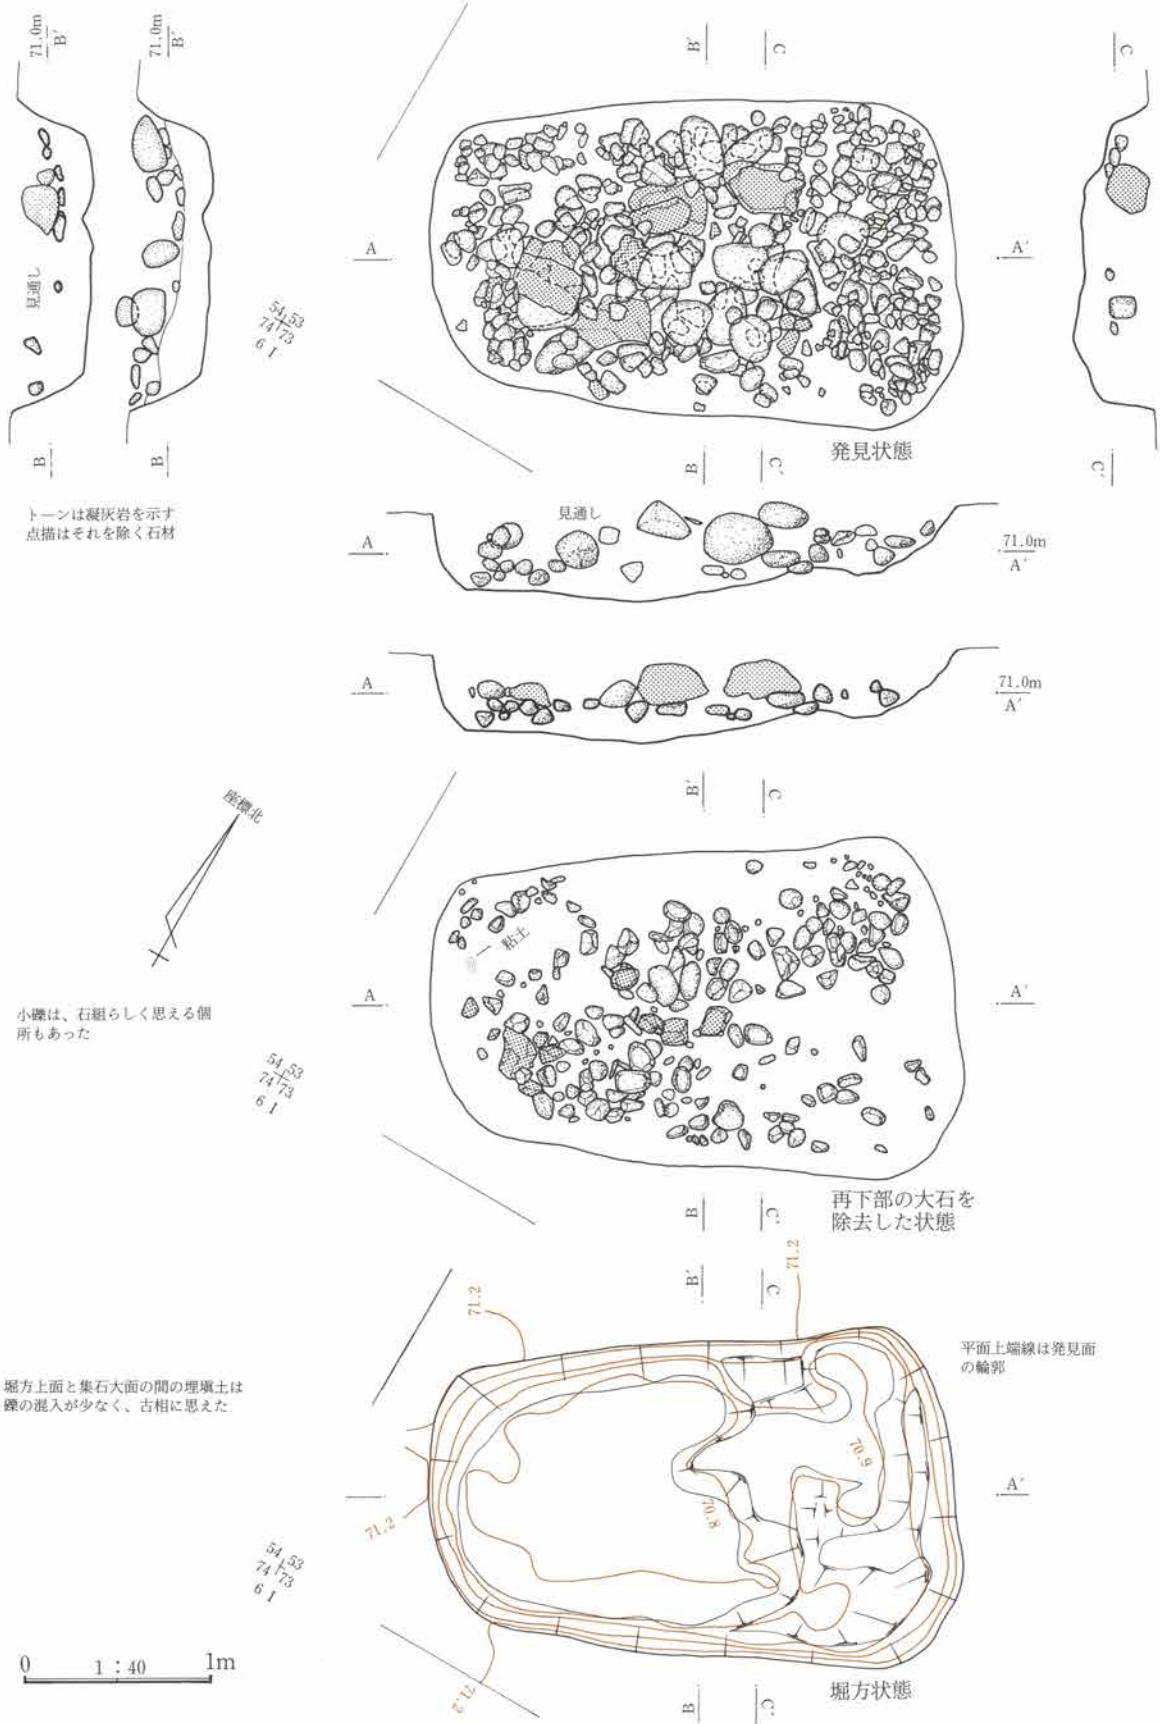 71.0m
B′
71.0m
B′
B′
C
C
見通し
A
A′
54 53
74 73
6 I
B
B
発見状態
B
C′
C′
トーンは凝灰岩を示す
点描はそれを除く石材
見通し
A
71.0m
A′
A
71.0m
A′
B′
C
座標北
粘土
A
A′
小礫は、石組らしく思える個
所もあった
54 53
74 73
6 I
再下部の大石を
除去した状態
B
C′
B′
C
71.2
71.2
平面上端線は発見面
の輪郭
堀方上面と集石大面の間の埋塡土は
礫の混入が少なく、古相に思えた
70.9
70.8
A′
71.2
54 53
74 73
6 I
71.2
0 1:40 1m
堀方状態
B
C′